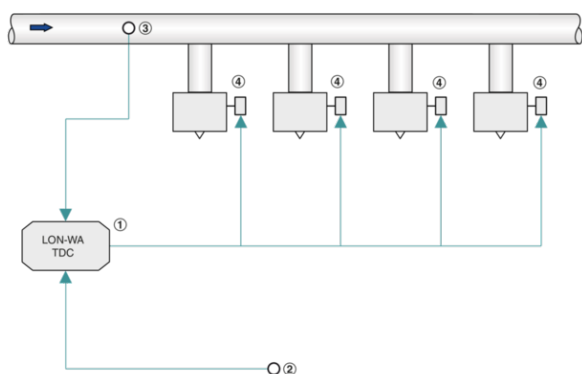 ③
④ ④ ④ ④
①
LON-WA
TDC
②